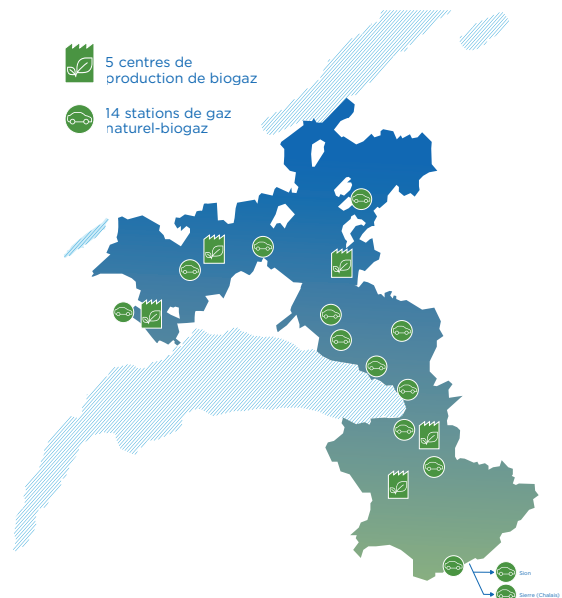 5 centres de
production de biogaz
14 stations de gaz
naturel-biogaz
Sion
Sierre (Chalais)